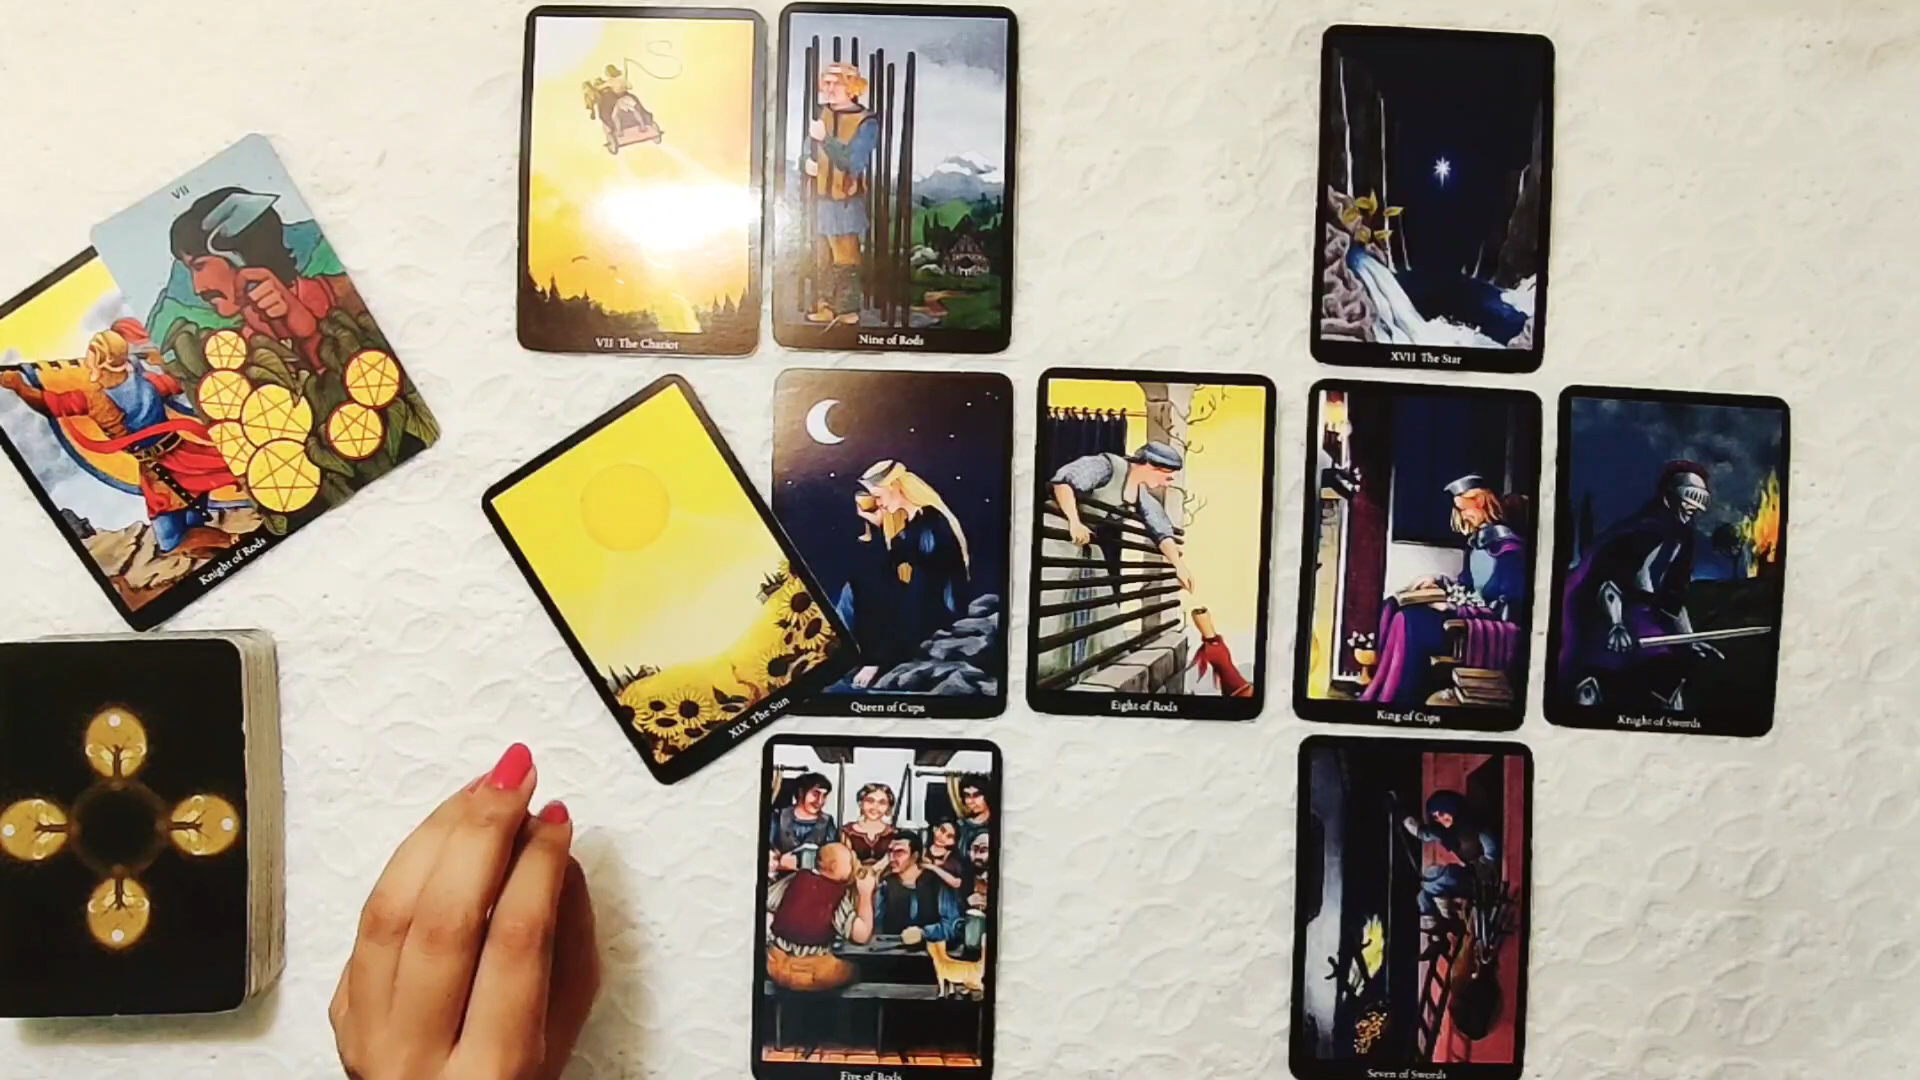 VII
Knight of Rods
VII The Chariot
Nine of Rods
XVII The Star
XIX The Sun
Queen of Cups
Eight of Rods
King of Cups
Knight of Swords
Five of Rods
Seven of Swords